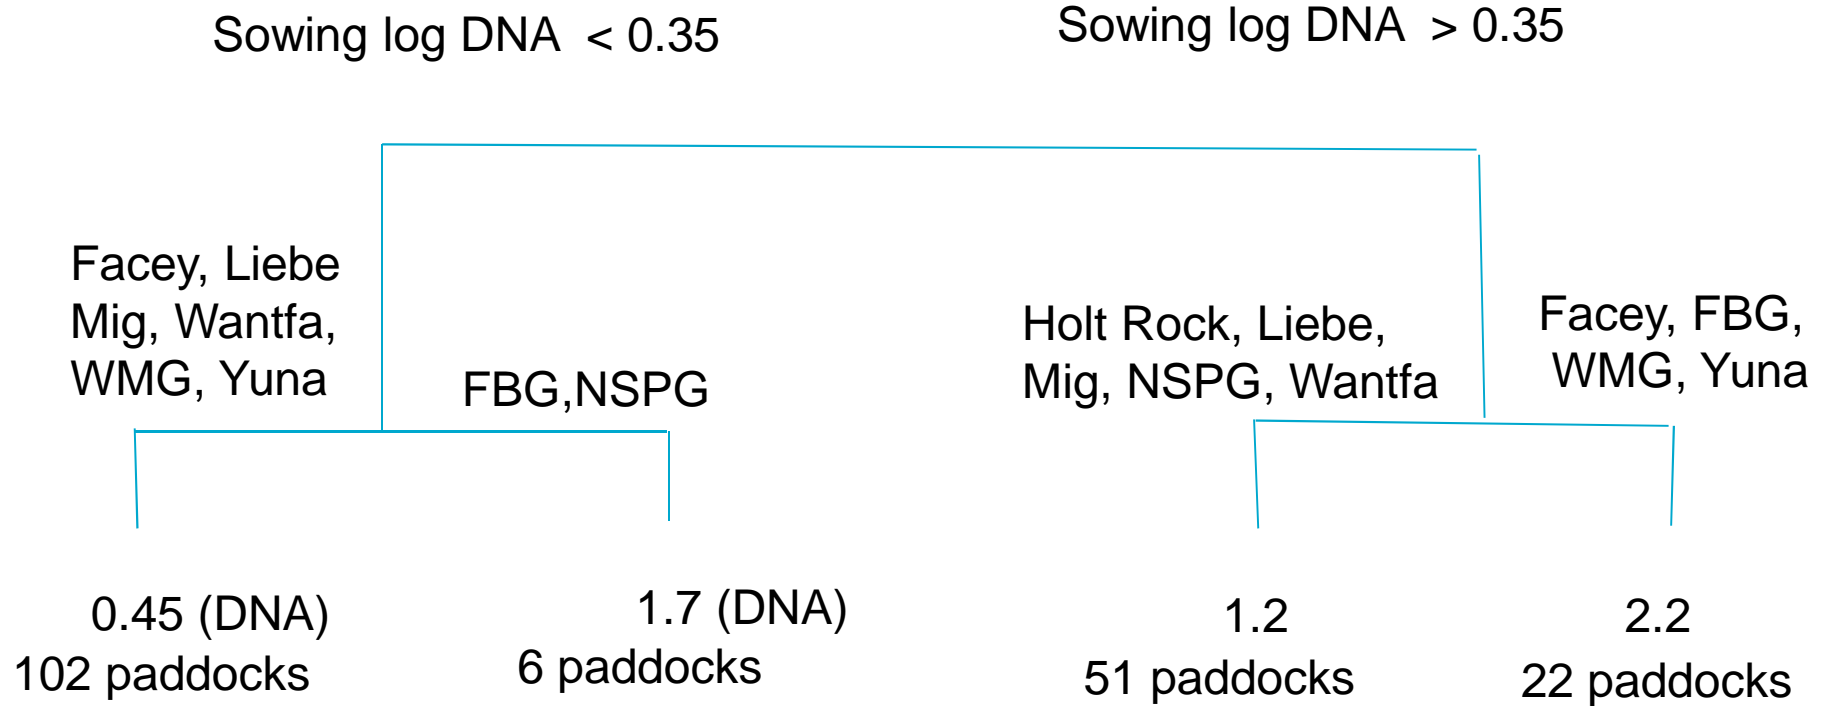 Sowing log DNA  < 0.35
Sowing log DNA  > 0.35
Facey, Liebe
Mig, Wantfa,
WMG, Yuna
FBG,NSPG
Holt Rock, Liebe,
Mig, NSPG, Wantfa
Facey, FBG,
WMG, Yuna
0.45 (DNA)
102 paddocks
1.7 (DNA)
6 paddocks
1.2
51 paddocks
2.2
22 paddocks